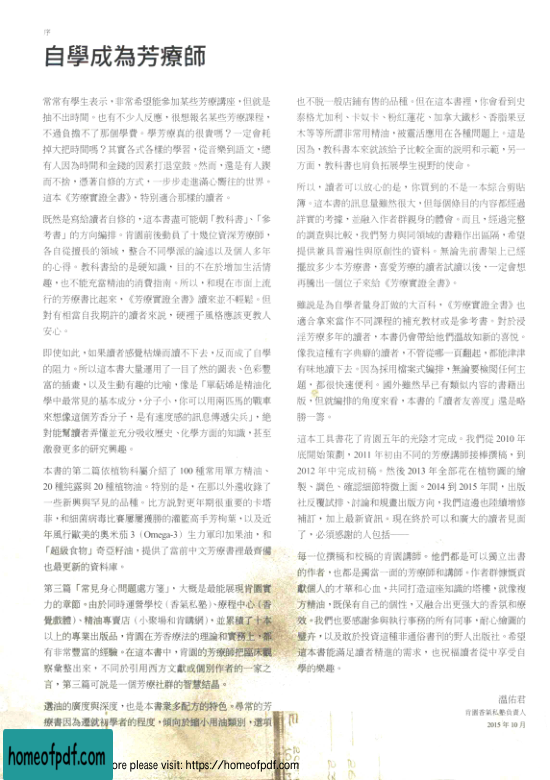 序
自學成為芳療師
常常有學生表示，非常希望能參加某些芳療講座，但就是
抽不出時間。也有不少人反應，很想報名某些芳療課程，
不過負擔不了那個學費。學芳療真的很貴嗎？一定會耗
掉大把時間嗎？其實各式各樣的學習，從音樂到語文，總
有人因為時間和金錢的因素打退堂鼓。然而，還是有人鍥
而不捨，憑著自修的方式，一步步走進滿心嚮往的世界。
這本《芳療實證全書》，特別適合那樣的讀者。
既然是寫給讀者自修的，這本書盡可能朝「教科書」、「參
考書」的方向編排。肯園前後動員了十幾位資深芳療師，
各自從擅長的領域，整合不同學派的論述以及個人多年
的心得。教科書給的是硬知識，目的不在於增加生活情
趣，也不能充當精油的消費指南。所以，和現在市面上流
行的芳療書比起來，《芳療實證全書》讀來並不輕鬆。但
對有相當自我期許的讀者來說，硬裡子風格應該更教人
安心。
即使如此，如果讀者感覺枯燥而讀不下去，反而成了自學
的阻力。所以這本書大量運用了一目了然的圖表、色彩豐
富的插畫，以及生動有趣的比喻，像是「單萜烯是精油化
學中最常見的基本成分，分子小，你可以用南匹馬的戰車
來想像這個芳香分子，是有速度感的訊息傳遞尖兵」，絕
對能幫讀者弄懂並充分吸收歷史、化學方面的知識，甚至
激發更多的研究興趣。
本書的第二篇依植物科屬介紹了 100 種常用單方精油、
20種純露與 20種植物油。特別的是，在那以外還收錄了
一些新興與罕見的品種。比方說對更年期很重要的卡塔
菲，和細菌病毒比賽屢屢獲勝的灌籃高手芳枸葉，以及近
年風行歐美的奧米茄 3（Omega-3）生力軍印加果油，和
「超級食物」奇亞籽油，提供了當前中文芳療書裡最齊備
也最更新的資料庫。
第三篇「常見身心問題處方箋」，大概是最能展現肯園實
力的章節。由於同時運營學校（香氣私塾）、療程中心（香
覺戲體）、精油專賣店（小聚場和肯購網），並累積了十本
以上的專業出版品，肯園在芳香療法的理論和實務上，都
有非常豐富的經驗。在這本書中，肯園的芳療師把臨床觀
察彙整出來，不同於引用西方文獻或個別作者的一家之
言，第三篇可說是一個芳療社群的智慧結晶。
選油的廣度與深度，也是本書衆多配方的特色。尋常的芳
療書因為遷就初學者的程度，傾向於縮小用油類別，選項
也不脫一般店鋪有售的品種。但在這本書裡，你會看到史
泰格尤加利、卡奴卡、粉紅蓮花、加拿大鐵杉、香脂果豆
木等等所謂非常用精油，被靈活應用在各種問題上。這是
因為，教科書本來就該給予比較全面的說明和示範，另一
方面，教科書也肩負拓展學生視野的使命。
所以，讀者可以放心的是，你買到的不是一本綜合剪貼
簿。這本書的訊息量雖然很大，但每個條目的內容都經過
詳實的考據，並融入作者群親身的體會。而且，經過完整
的調查與比較，我們努力與同領域的書籍作出區隔，希望
提供兼具普遍性與原創性的資料。無論先前書架上已經
擺放多少本芳療書，喜愛芳療的讀者試讀以後，一定會想
再騰出一個位子來給《芳療實證全書》。
雖說是為自學者量身訂做的大百科，《芳療實證全書》也
適合拿來當作不同課程的補充教材或是參考書。對於浸
淫芳療多年的讀者，本書仍會帶給他們溫故知新的喜悅。
像我這種有字典癖的讀者，不管從哪一頁翻起，都能津津
有味地讀下去。因為採用檔案式編排，無論要檢閱任何主
題，都很快速便利。國外雖然早已有類似內容的書籍出
版，但就編排的角度來看，本書的「讀者友善度」還是略
勝一籌。
這本工具書花了肯園五年的光陰才完成。我們從 2010 年
底開始策劃，2011 年初由不同的芳療講師接棒撰稿，到
2012 年中完成初稿。然後 2013 年全部花在植物圖的繪
製、調色、確認細節特徵上面。2014 到 2015 年間，出版
社反覆試排、討論和規畫出版方向，我們這邊也陸續增修
補訂，加上最新資訊。現在終於可以和廣大的讀者見面
了，必須感謝的人包括——
每一位撰稿和校稿的肯園講師。他們都是可以獨立出書
的作者，也都是獨當一面的芳療師和講師。作者群慷慨貢
獻個人的才華和心血，共同打造這座知識的塔樓，就像複
方精油，既保有自己的個性，又融合出更強大的香氛和療
效。我們也要感謝參與執行事務的所有同事，耐心繪圖的
璧卉，以及敢於投資這種非通俗書刊的野人出版社。希望
這本書能滿足讀者精進的需求，也祝福讀者從中享受自
學的樂趣。
溫佑君
肯園香氣私塾負責人
2015 年 10 月
homeofpdf.com
ore please visit: https://homeofpdf.com